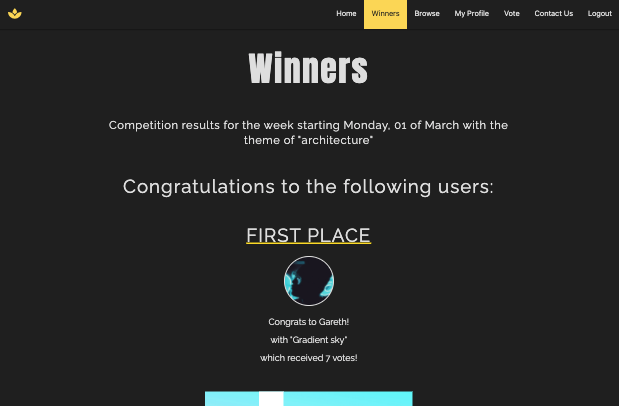 Home Winners Browse My Profile Vote Contact Us Logout
Winners
Competition results for the week starting Monday, 01 of March with the
theme of "architecture"
Congratulations to the following users:
FIRST PLACE
Congrats to Gareth!
with "Gradient sky"
which received 7 votes!